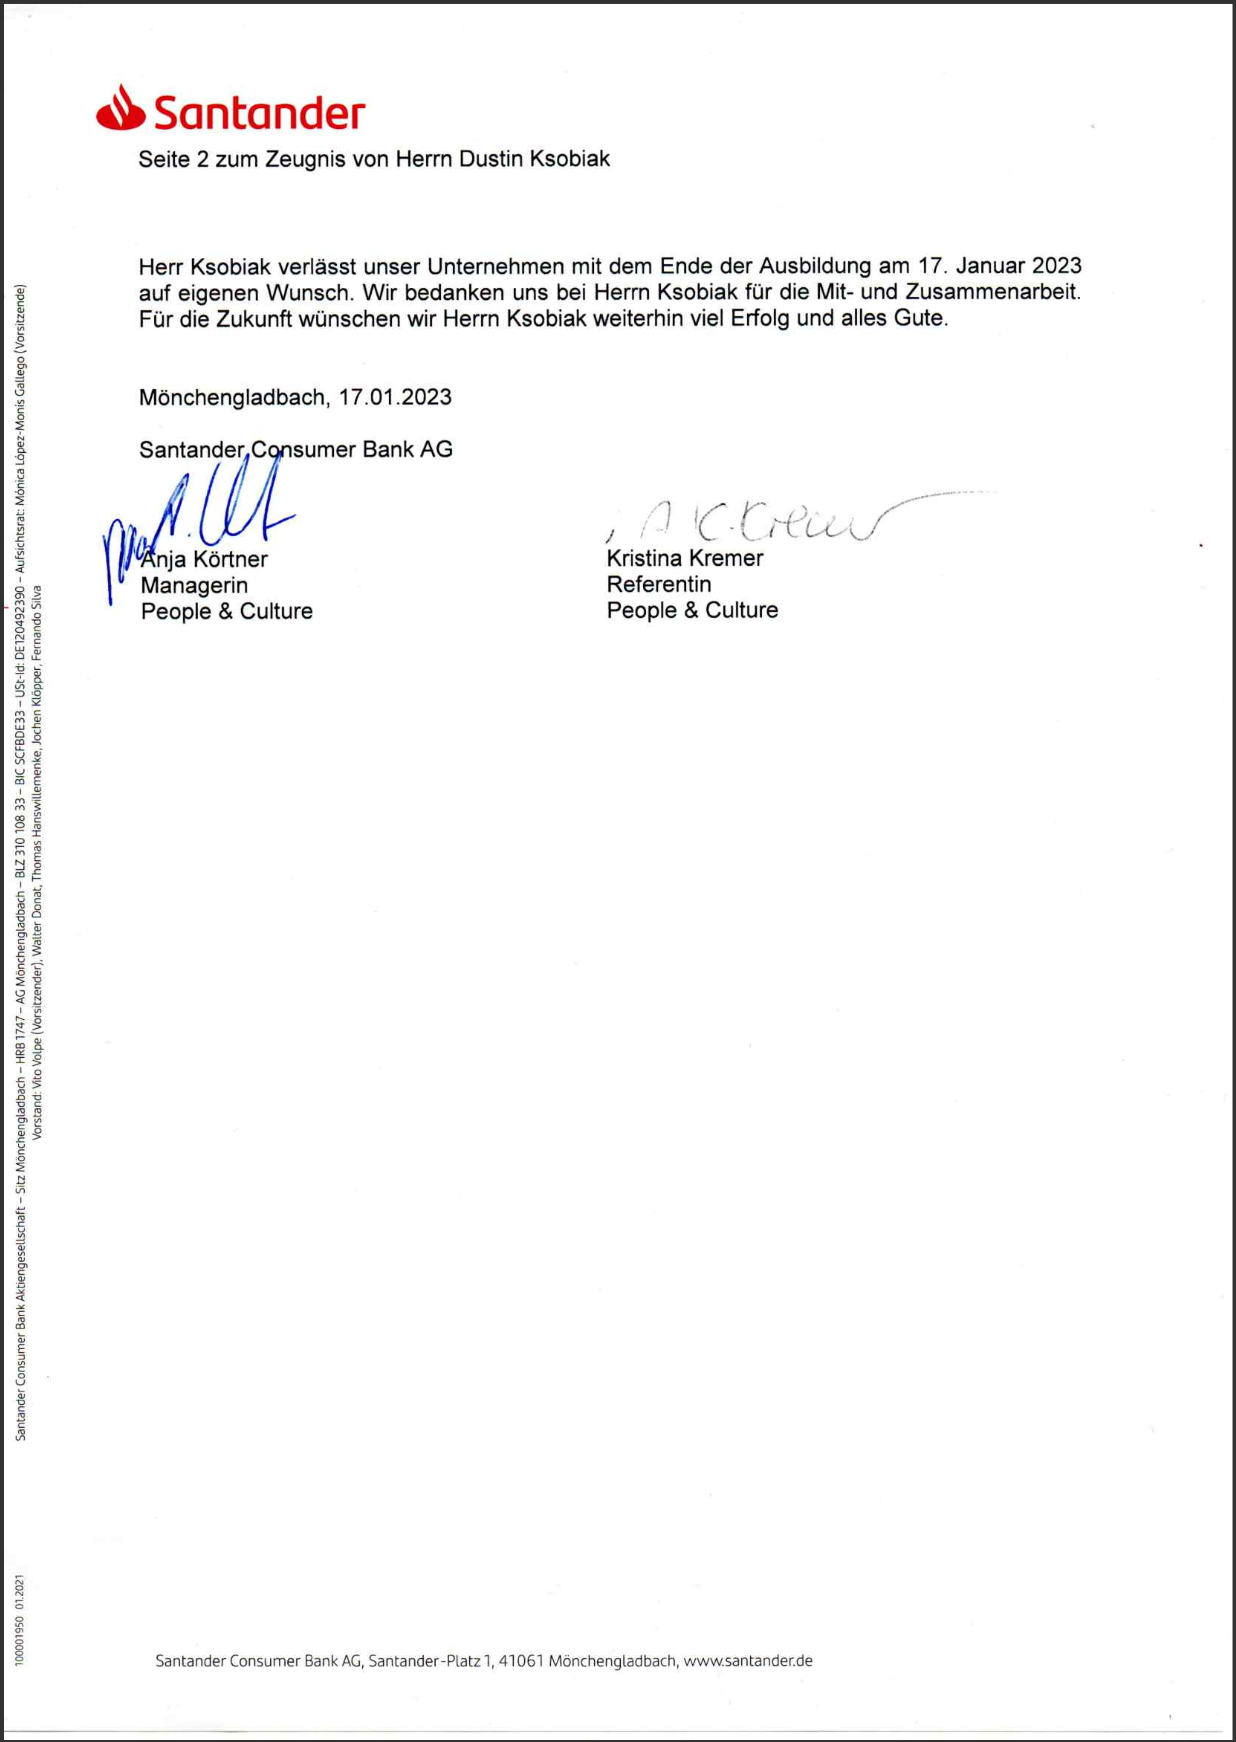 Santander
Seite 2 zum Zeugnis von Herrn Dustin Ksobiak
Herr Ksobiak verlässt unser Unternehmen mit dem Ende der Ausbildung am 17. Januar 2023
auf eigenen Wunsch. Wir bedanken uns bei Herrn Ksobiak für die Mit- und Zusammenarbeit.
Für die Zukunft wünschen wir Herrn Ksobiak weiterhin viel Erfolg und alles Gute.
Mönchengladbach, 17.01.2023
Santander Consumer Bank AG
K.Kremer
Anja Körtner
Managerin
People & Culture
Kristina Kremer
Referentin
People & Culture
Santander Consumer Bank Aktiengesellschaft – Sitz Mönchengladbach – HRB 1747 – AG Mönchengladbach – BLZ 310 108 33 – BIC SCFBDE33 – USt-Id: DE120492390 – Aufsichtsrat: Mónica López-Monís Gallego (Vorsitzende)
Vorstand: Vito Volpe (Vorsitzender), Walter Donat, Thomas Hanswillemenke, Jochen Klöpper, Fernando Silva
100001950 01.2021
Santander Consumer Bank AG, Santander-Platz 1, 41061 Mönchengladbach, www.santander.de